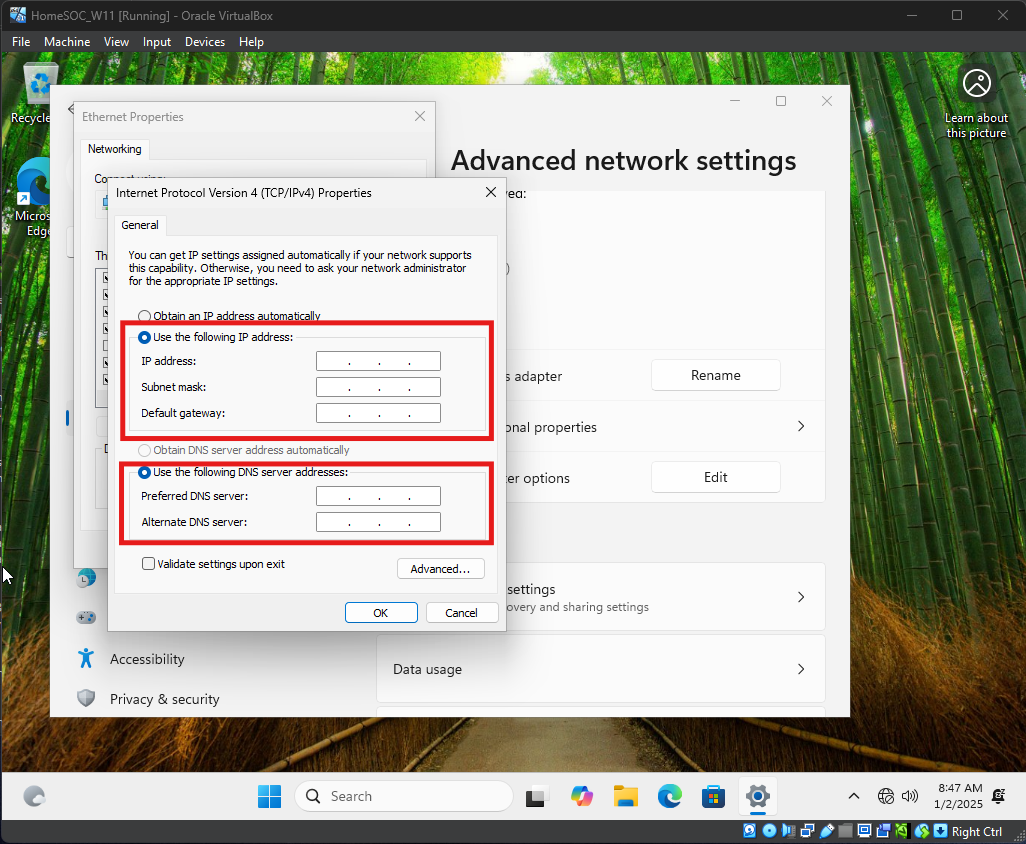 HomeSOC_W11 [Running] - Oracle VirtualBox
File Machine View Input Devices Help
Recycle
Learn about
this picture
Micros
Edge
Ethernet Properties
Networking
Advanced network settings
Internet Protocol Version 4 (TCP/IPv4) Properties
General
You can get IP settings assigned automatically if your network supports
this capability. Otherwise, you need to ask your network administrator
for the appropriate IP settings.
Obtain an IP address automatically
Use the following IP address:
IP address:
Subnet mask:
Default gateway:
Obtain DNS server address automatically
Use the following DNS server addresses:
Preferred DNS server:
Alternate DNS server:
Validate settings upon exit
Advanced...
OK Cancel
s adapter
Rename
onal properties
er options
Edit
settings
overy and sharing settings
Data usage
Accessibility
Privacy & security
Search
8:47 AM
1/2/2025
Right Ctrl